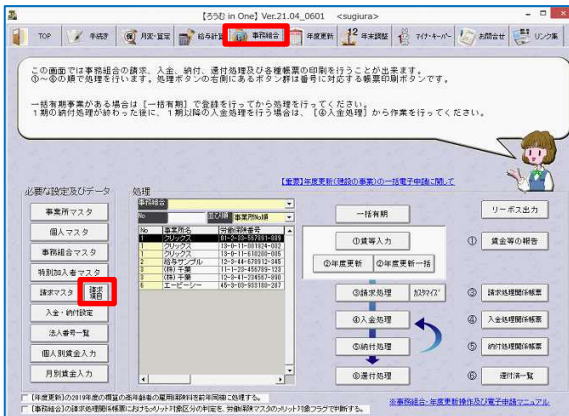 【ろうむ in One】 Ver.21.04_0601 <sugiura>
TOP
手続き
月変・算定
給与計算
事務組合
年度更新
年末調整
マイナ・キーパー
お問合せ
リンク集
この画面では事務組合の請求、入金、納付、還付処理及び各種帳票の印刷を行うことが出来ます。
①～⑥の順で処理を行います。処理ボタンの右側にあるボタン群は番号に対応する帳票印刷ボタンです。
一括有期事業がある場合は［一括有期］で登録を行ってから処理を行ってください。
1期の納付処理が終わった後に、1期以降の入金処理を行う場合は、［④入金処理］から作業を行ってください。
【重要】年度更新(建設の事業)の一括電子申請に関して
必要な設定及びデータ
事業所マスタ
個人マスタ
事務組合マスタ
特別加入者マスタ
請求マスタ
請求
項目
入金・納付設定
法人番号一覧
個人別賃金入力
月別賃金入力
処理
事務組合
No
並び順
事業所No順
No 事業所名 労働保険番号
1 クリックス
1 クリックス
1 クリックス
2 給与サンプル
3 (株)千葉
3 (株)千葉
6 エービーシー
一括有期
①賃等入力
②年度更新
②年度更新一括
③請求処理
ｶｽﾀﾏｲｽﾞ
④入金処理
⑤納付処理
⑥還付処理
リーボス出力
① 賃金等の報告
③ 請求処理関係帳票
④ 入金処理関係帳票
⑤ 納付処理関係帳票
⑥ 還付済一覧
【年度更新】の2019年度の概算の高年齢者の雇用保険料を前年同額に処理する。
【事務組合】の請求処理関係帳票におけるメリット対象区分の判定を、労働保険マスタのメリット対象フラグで判断する。
※事務組合-年度更新操作及び電子申請マニュアル